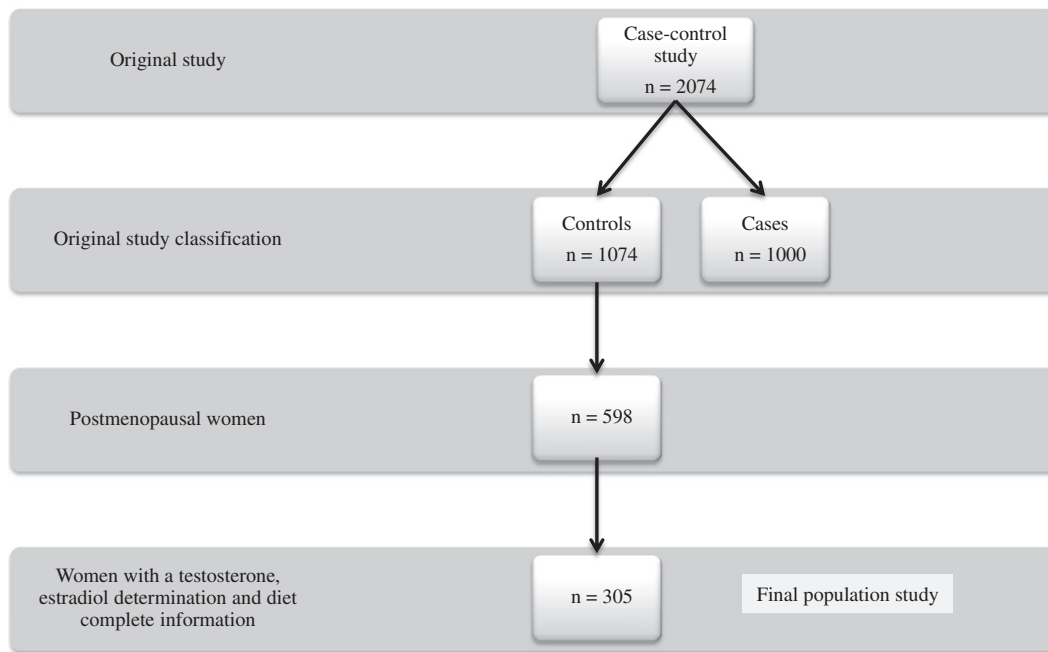 Original study
Case-control
study
n = 2074
Original study classification
Controls
n = 1074
Cases
n = 1000
Postmenopausal women
n = 598
Women with a testosterone,
estradiol determination and diet
complete information
n = 305
Final population study